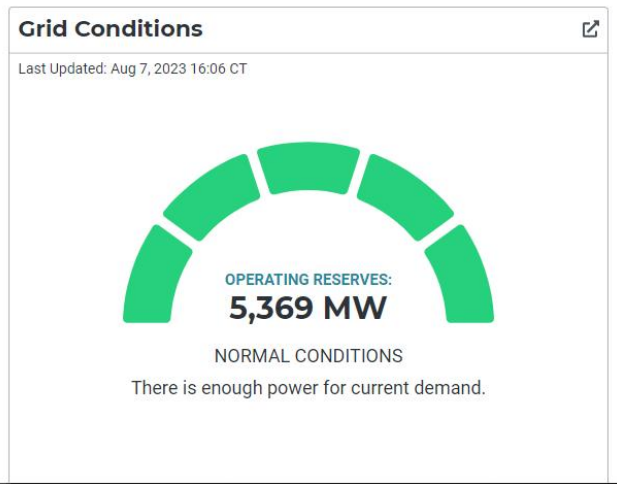 Grid Conditions
Last Updated: Aug 7, 2023 16:06 CT
OPERATING RESERVES:
5,369 MW
NORMAL CONDITIONS
There is enough power for current demand.